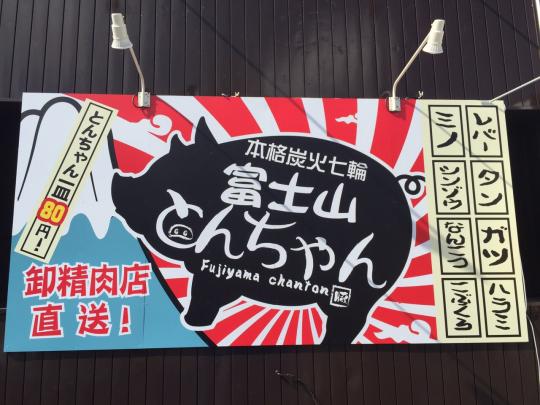 とんちゃん一皿80円!
本格炭火七輪
富士山
とんちゃん
Fujiyama chanton
卸精肉店
直送!
レバー
タン
ガツ
ハラミ
ミノ
シンゾウ
なんこつ
こぶくろ